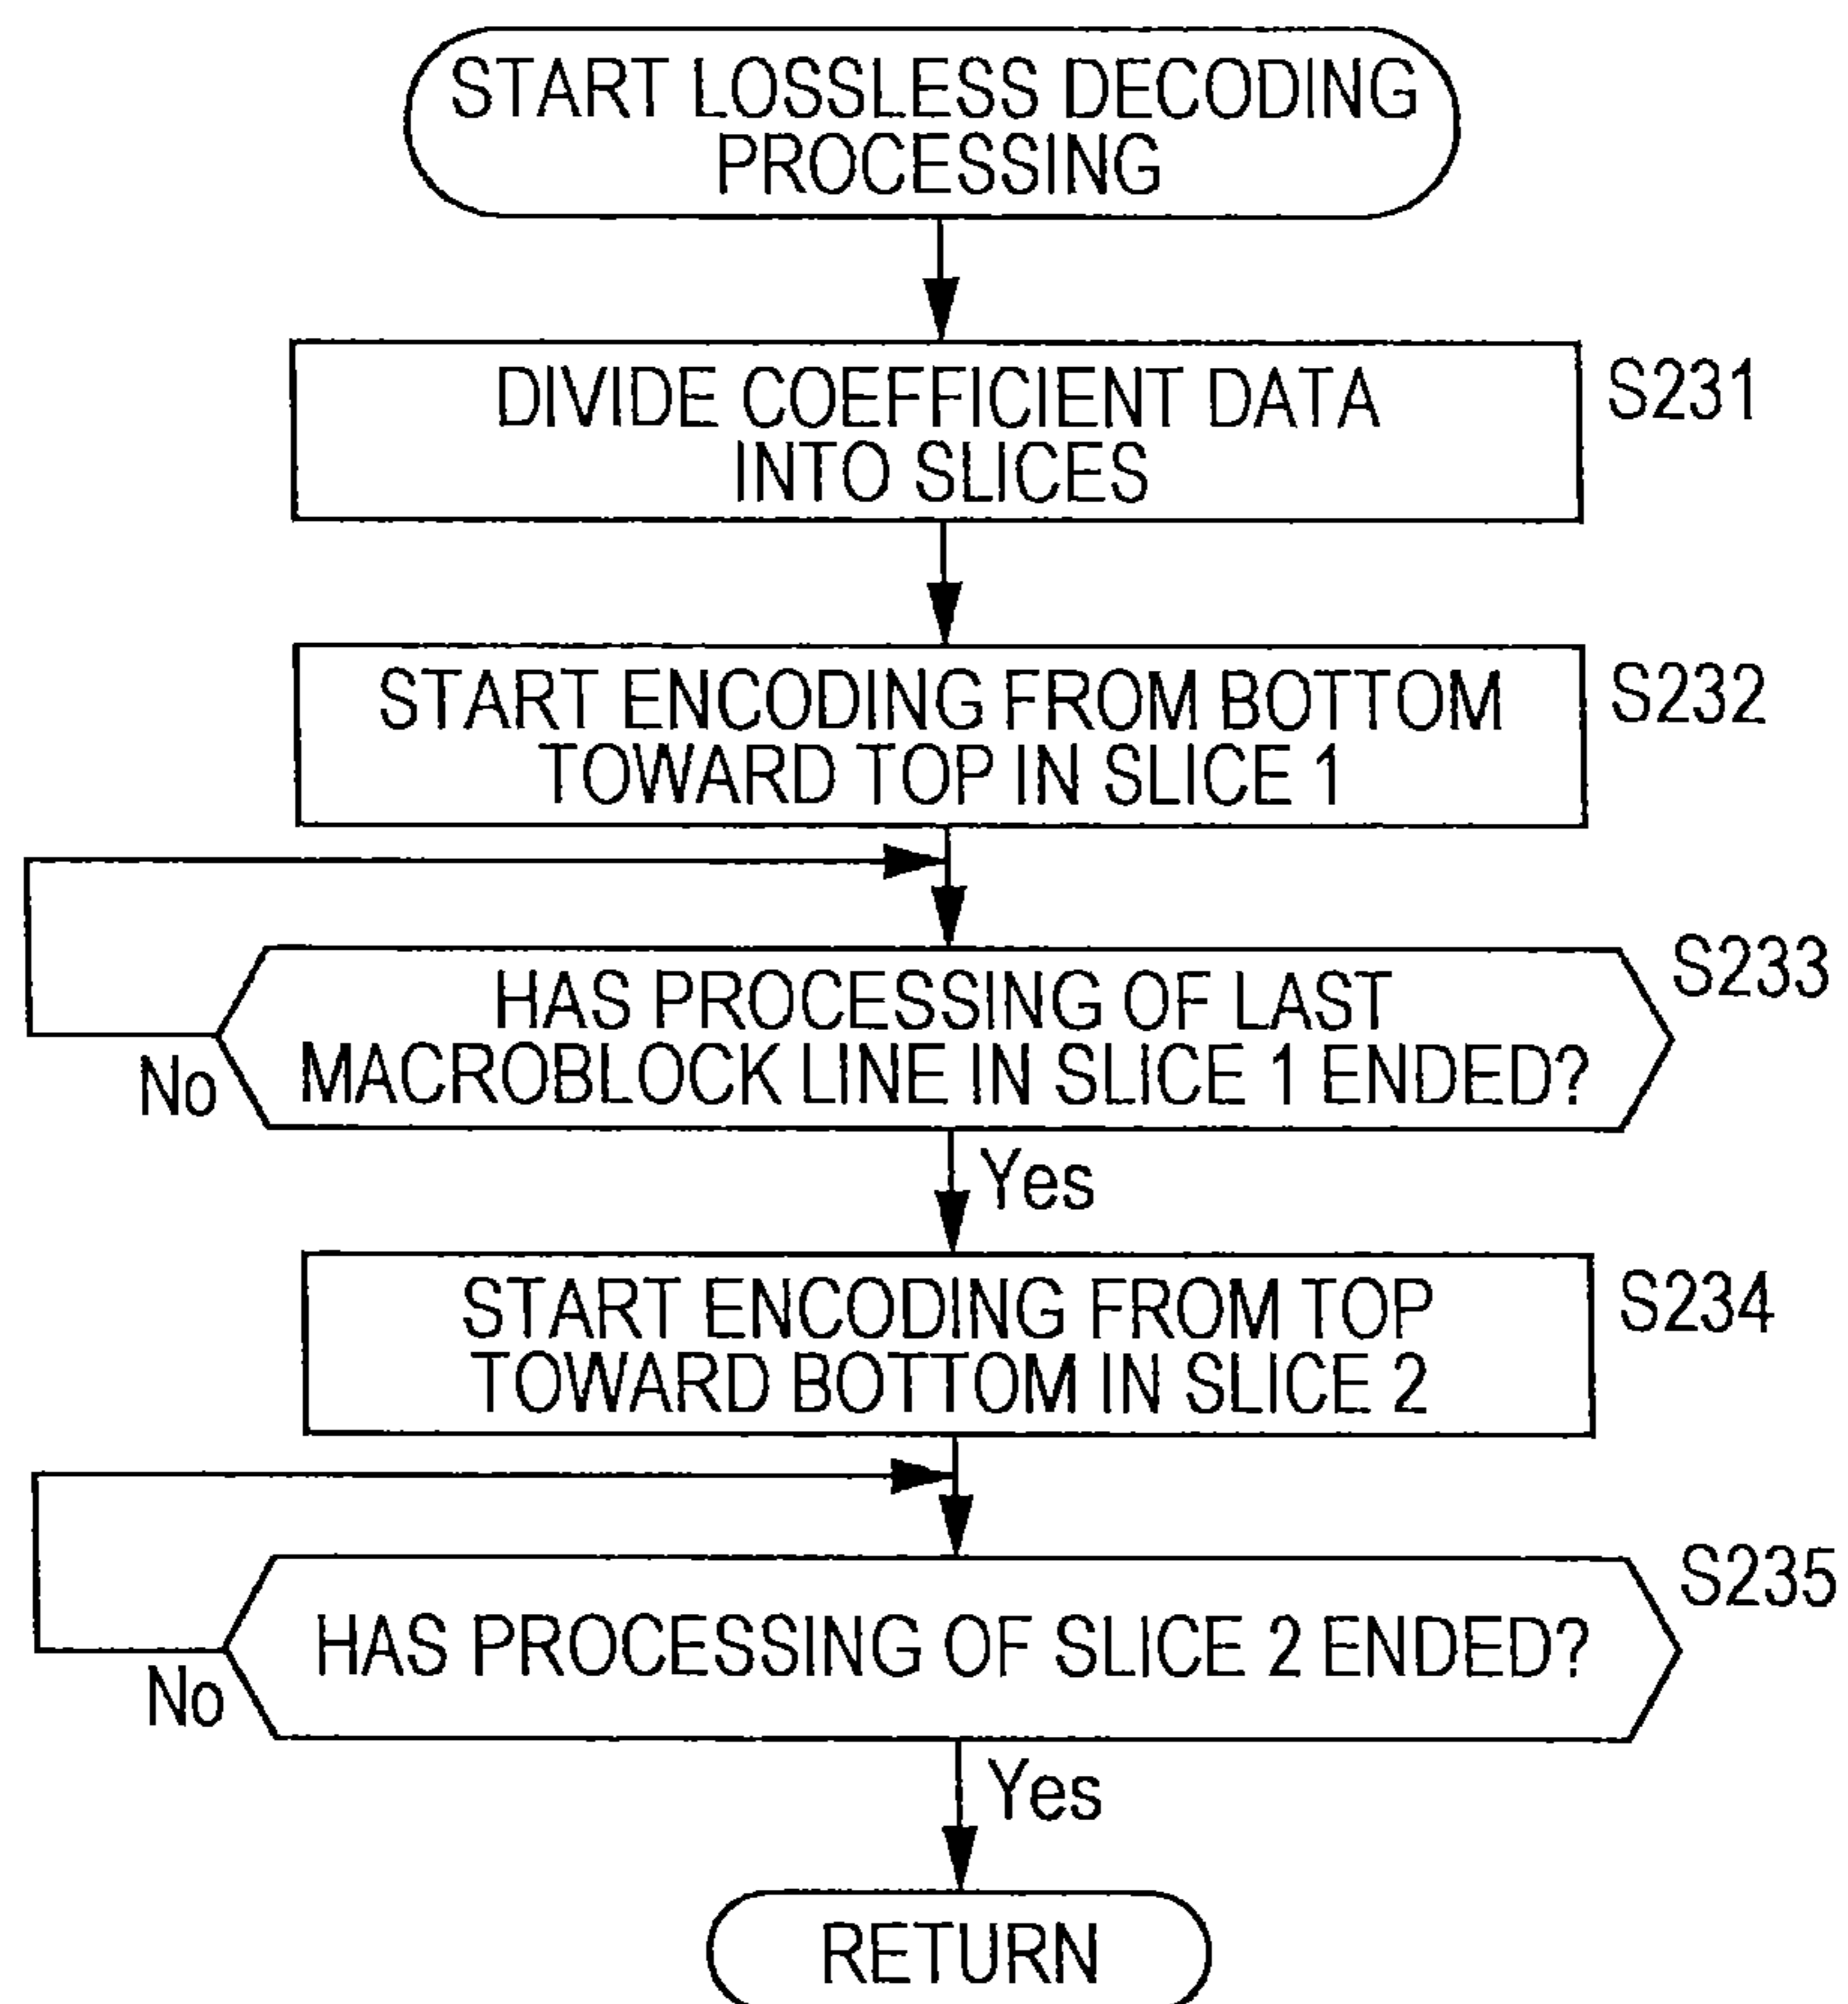 START LOSSLESS DECODING
PROCESSING
DIVIDE COEFFICIENT DATA
INTO SLICES
S231
START ENCODING FROM BOTTOM
TOWARD TOP IN SLICE 1
S232
HAS PROCESSING OF LAST
MACROBLOCK LINE IN SLICE 1 ENDED?
S233
No
Yes
START ENCODING FROM TOP
TOWARD BOTTOM IN SLICE 2
S234
HAS PROCESSING OF SLICE 2 ENDED?
S235
No
Yes
RETURN